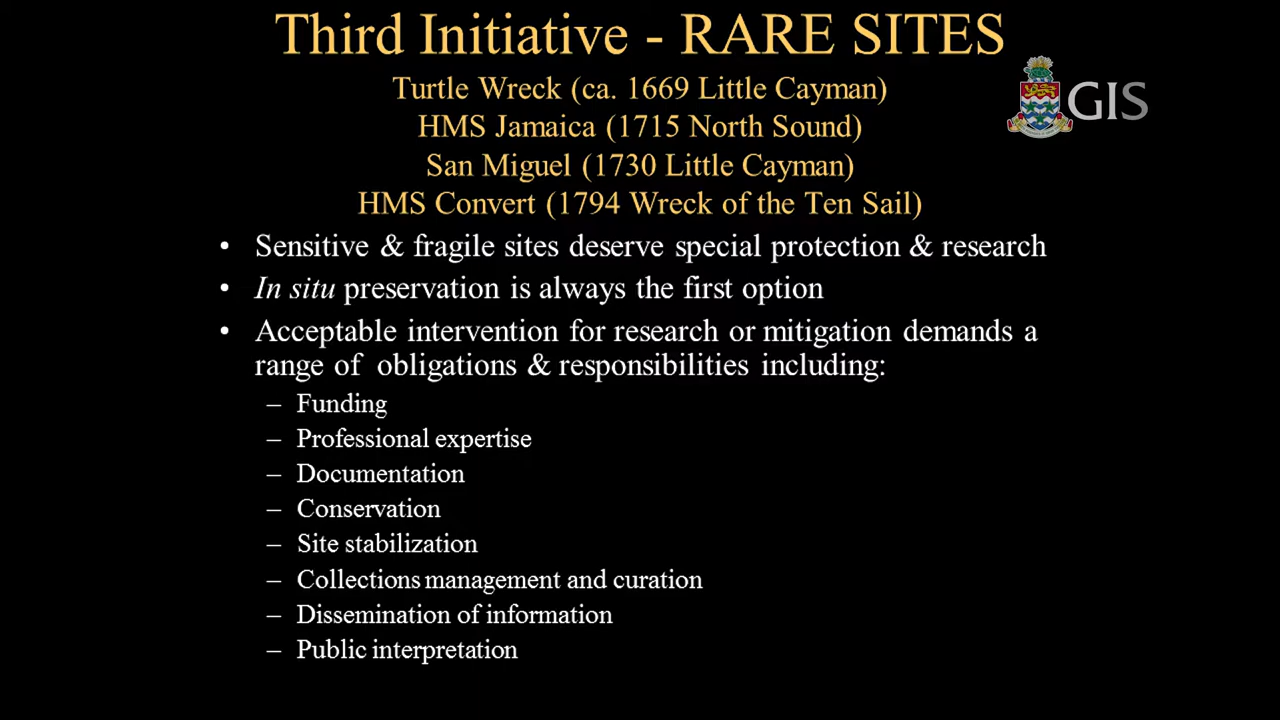 Third Initiative - RARE SITES
Turtle Wreck (ca. 1669 Little Cayman)
HMS Jamaica (1715 North Sound)
San Miguel (1730 Little Cayman)
HMS Convert (1794 Wreck of the Ten Sail)
GIS
• Sensitive & fragile sites deserve special protection & research
• In situ preservation is always the first option
• Acceptable intervention for research or mitigation demands a
range of obligations & responsibilities including:
– Funding
– Professional expertise
– Documentation
– Conservation
– Site stabilization
– Collections management and curation
– Dissemination of information
– Public interpretation